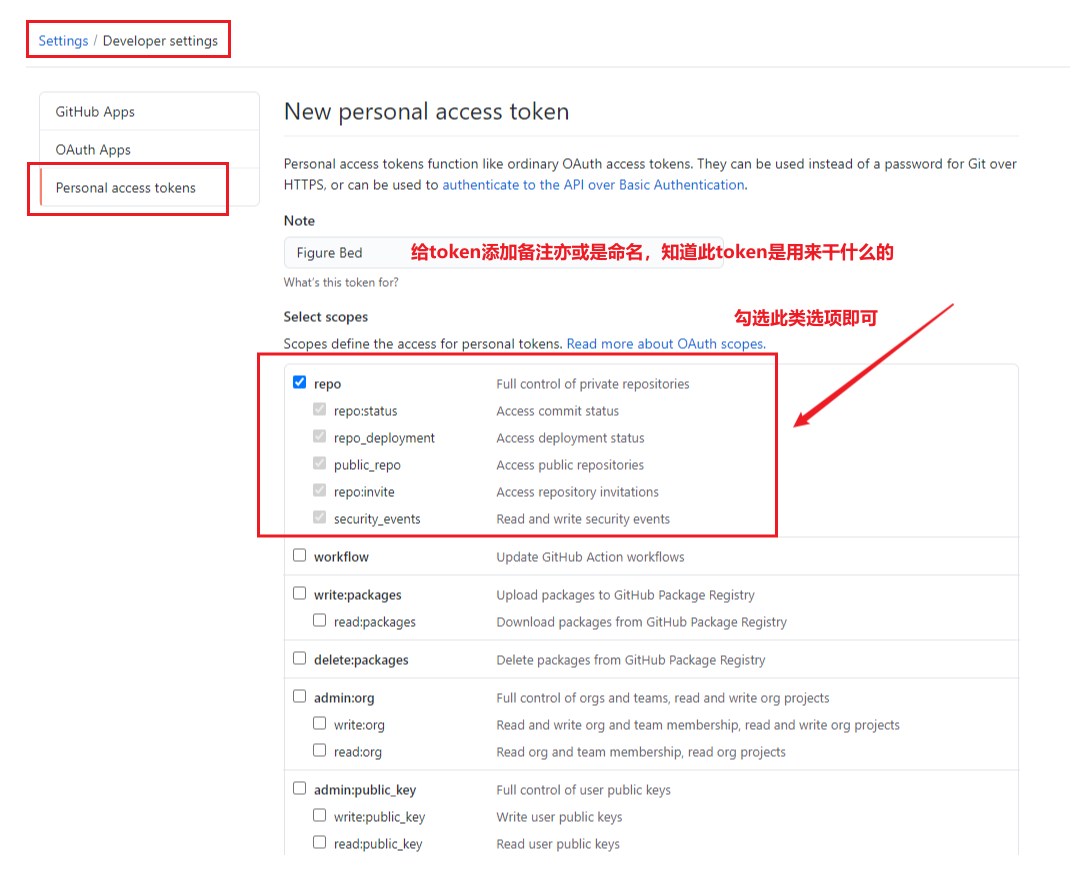 Settings / Developer settings
GitHub Apps
OAuth Apps
Personal access tokens
New personal access token
Personal access tokens function like ordinary OAuth access tokens. They can be used instead of a password for Git over
HTTPS, or can be used to authenticate to the API over Basic Authentication.
Note
Figure Bed
给token添加备注亦或是命名，知道此token是用来干什么的
What's this token for?
勾选此类选项即可
Select scopes
Scopes define the access for personal tokens. Read more about OAuth scopes.
repo Full control of private repositories
repo:status Access commit status
repo_deployment Access deployment status
public_repo Access public repositories
repo:invite Access repository invitations
security_events Read and write security events
workflow Update GitHub Action workflows
write:packages Upload packages to GitHub Package Registry
read:packages Download packages from GitHub Package Registry
delete:packages Delete packages from GitHub Package Registry
admin:org Full control of orgs and teams, read and write org projects
write:org Read and write org and team membership, read and write org projects
read:org Read org and team membership, read org projects
admin:public_key Full control of user public keys
write:public_key Write user public keys
read:public_key Read user public keys